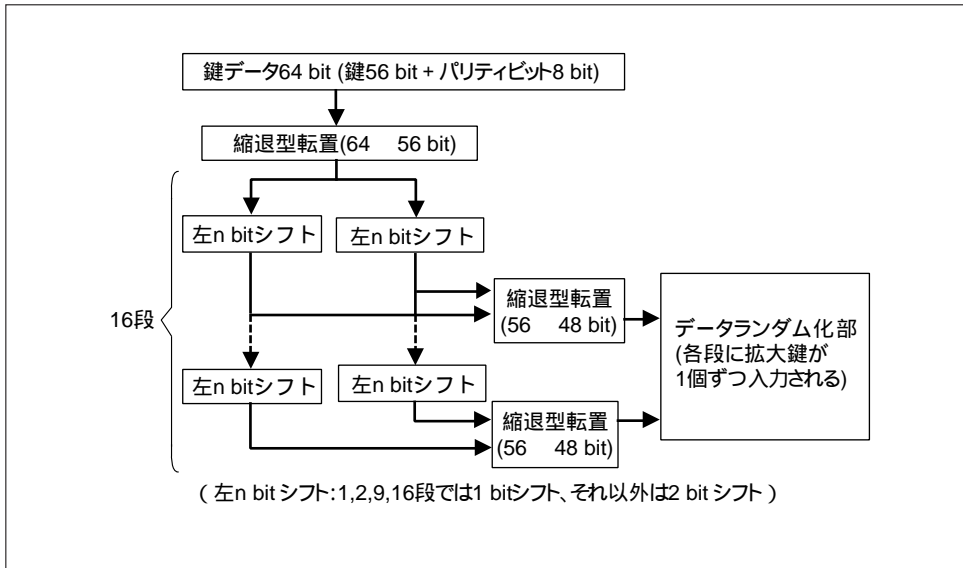 鍵データ64 bit (鍵56 bit + パリティビット8 bit)
縮退型転置(64 56 bit)
左n bitシフト
左n bitシフト
縮退型転置
(56 48 bit)
16段
データランダム化部
(各段に拡大鍵が
1個ずつ入力される)
左n bitシフト
左n bitシフト
縮退型転置
(56 48 bit)
( 左n bit シフト:1,2,9,16段では1 bitシフト、それ以外は2 bit シフト )